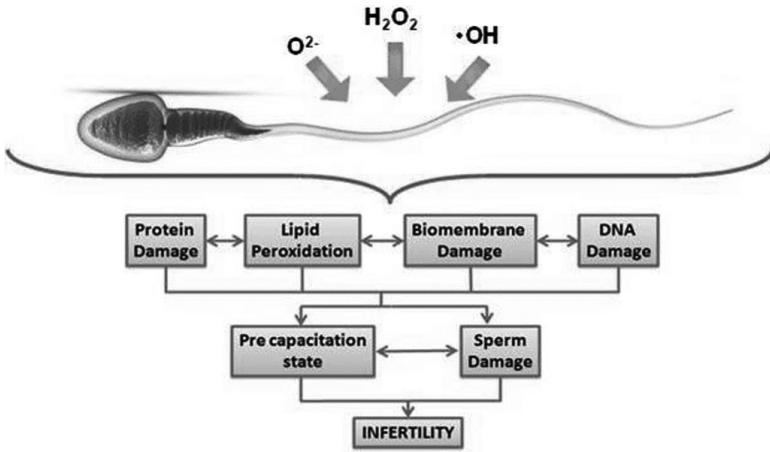 H₂O₂
O²⁻
•OH
Protein
Damage
Lipid
Peroxidation
Biomembrane
Damage
DNA
Damage
Pre capacitation
state
Sperm
Damage
INFERTILITY